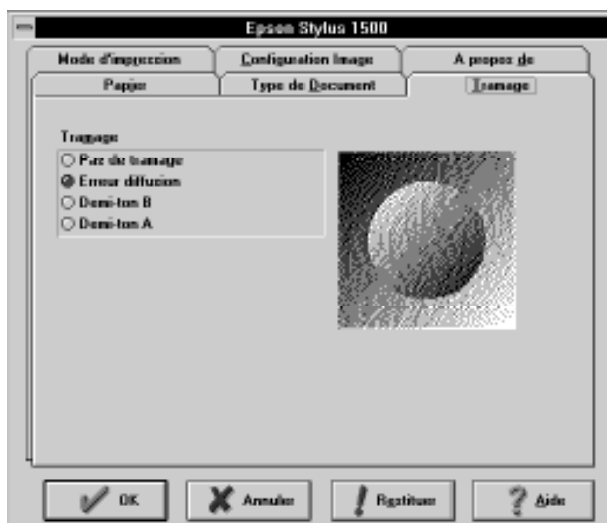 Epson Stylus 1500
Mode d'impression Configuration Image A propos de
Papier Type de Document Tramage
Tramage
Pas de tramage
Erreur diffusion
Demi-ton B
Demi-ton A
OK Annuler Restituer Aide